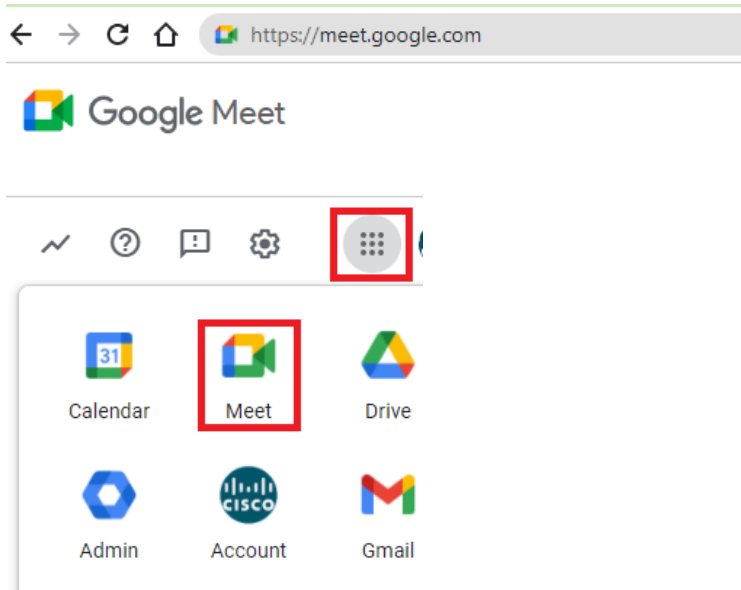 https://meet.google.com
Google Meet
31
Calendar Meet Drive
CISCO
Admin Account Gmail